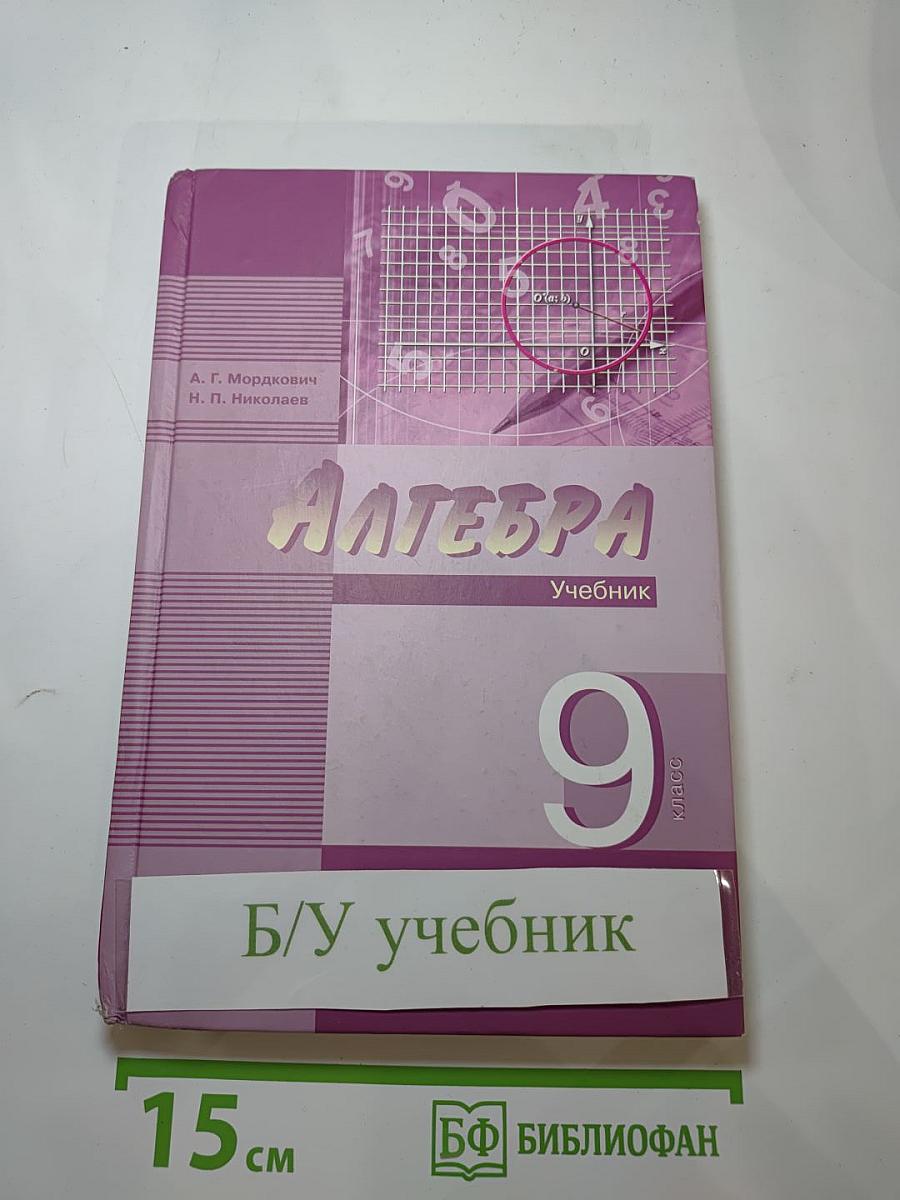 y
O'(a; b)
O
x
А. Г. Мордкович
Н. П. Николаев
АЛГЕБРА
Учебник
9
класс
Б/У учебник
15 см
БФ БИБЛИОФАН